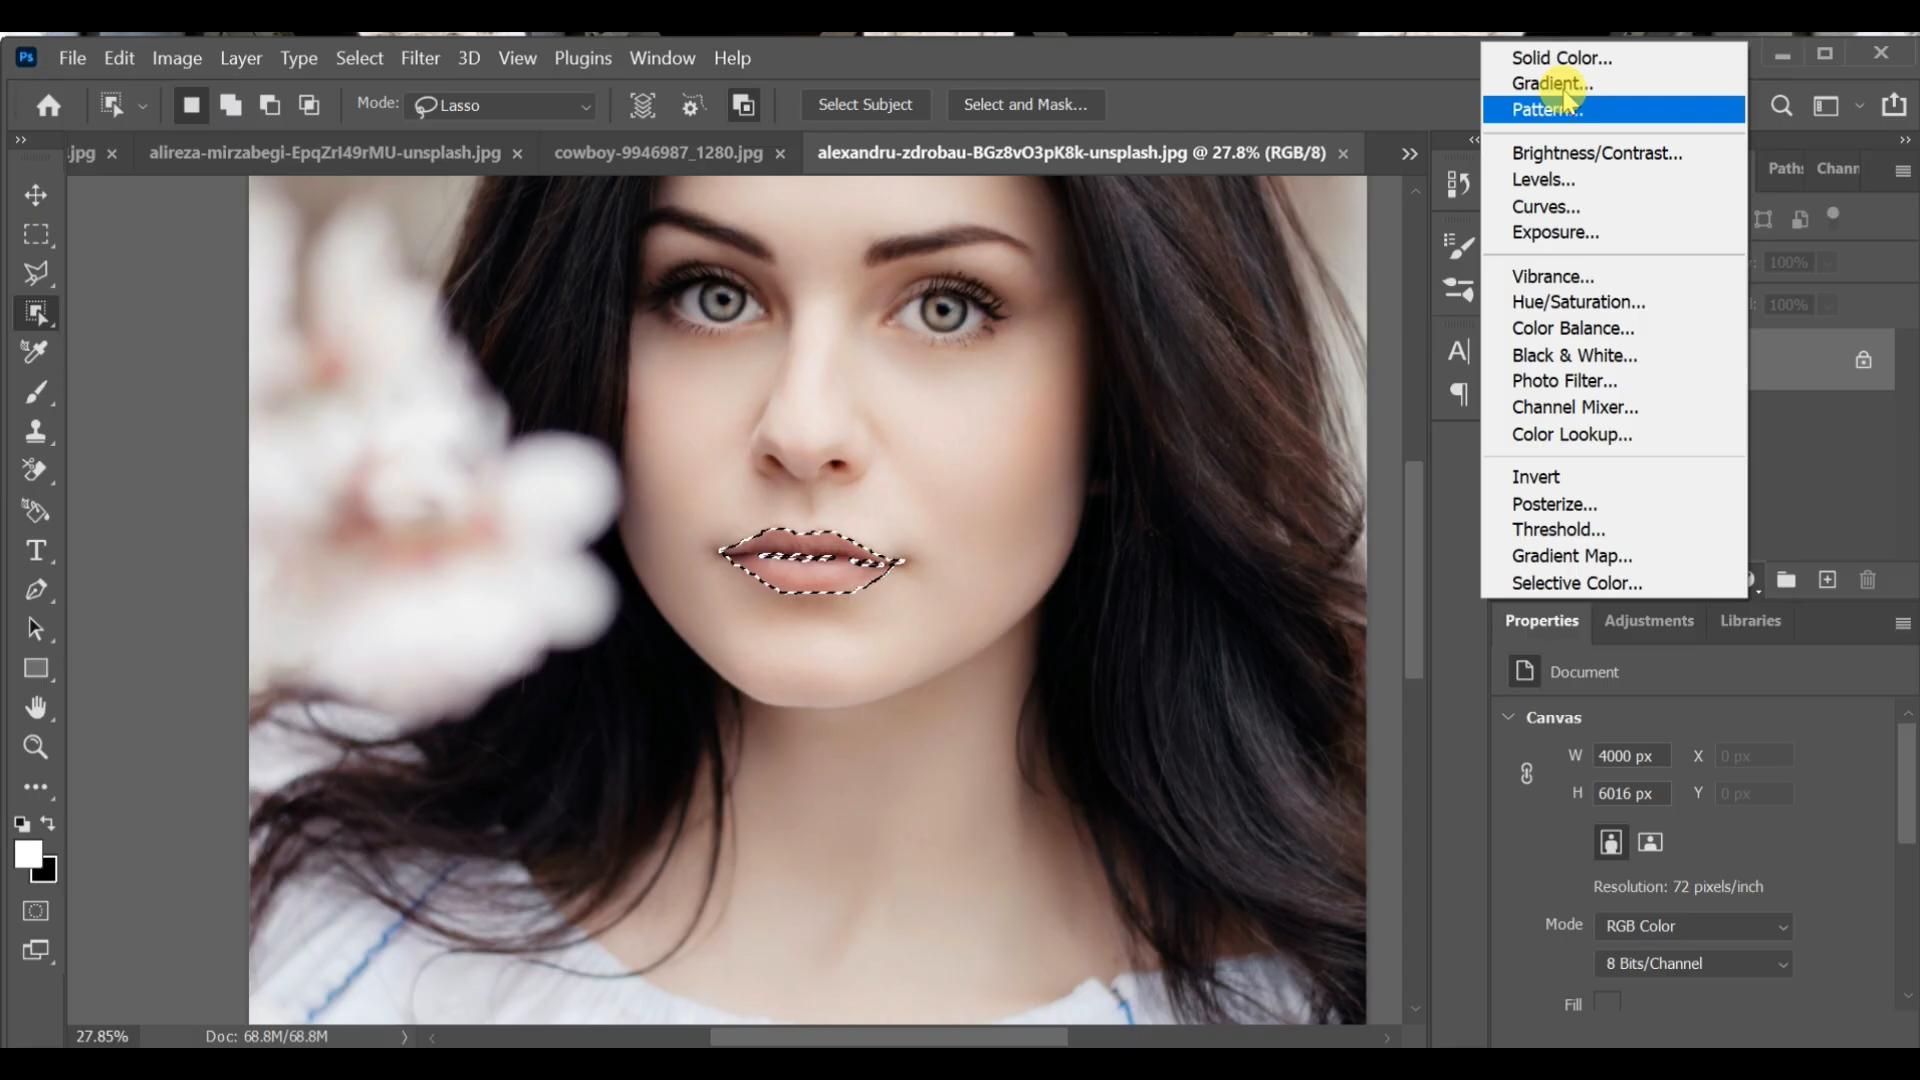 Ps File Edit Image Layer Type Select Filter 3D View Plugins Window Help
Mode: Lasso Select Subject Select and Mask...
.jpg × alireza-mirzabegi-EpqZrI49rMU-unsplash.jpg × cowboy-9946987_1280.jpg × alexandru-zdrobau-BGz8vO3pK8k-unsplash.jpg @ 27.8% (RGB/8) ×
Solid Color...
Gradient...
Pattern...
Brightness/Contrast...
Levels...
Curves...
Exposure...
Vibrance...
Hue/Saturation...
Color Balance...
Black & White...
Photo Filter...
Channel Mixer...
Color Lookup...
Invert
Posterize...
Threshold...
Gradient Map...
Selective Color...
Paths Chann
100%
100%
Properties Adjustments Libraries
Document
Canvas
W 4000 px X 0 px
H 6016 px Y 0 px
Resolution: 72 pixels/inch
Mode RGB Color
8 Bits/Channel
Fill
27.85% Doc: 68.8M/68.8M